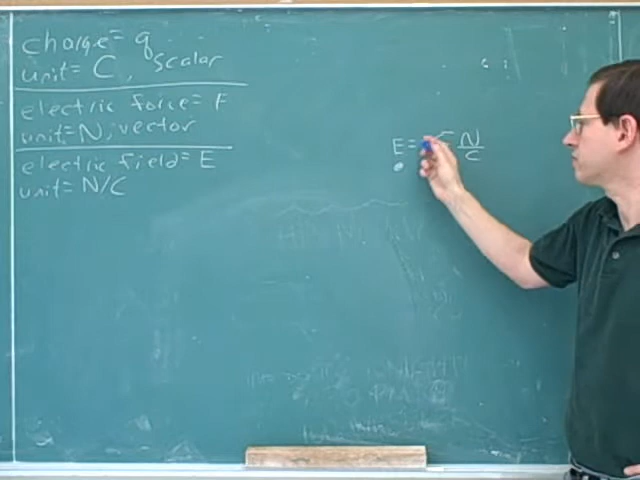 charge= q
unit= C, scalar
electric force= F
unit= N, vector
electric field= E
unit= N/C
E= N/C